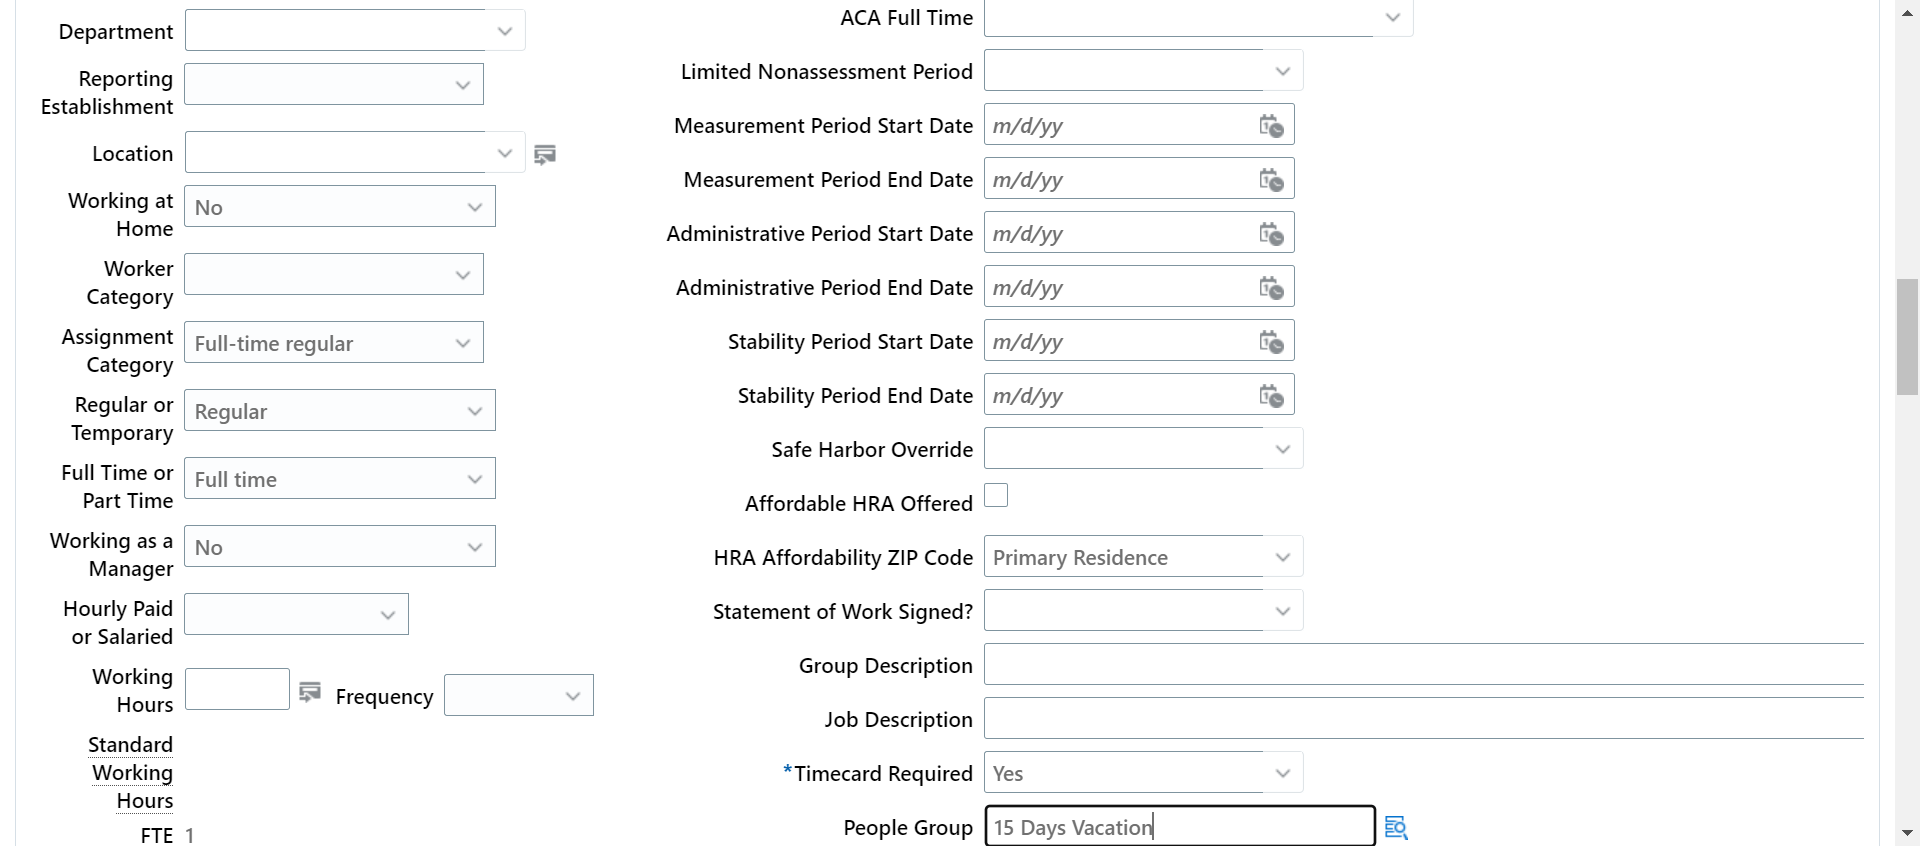 Department
Reporting
Establishment
Location
Working at
Home
No
Worker
Category
Assignment
Category
Full-time regular
Regular or
Temporary
Regular
Full Time or
Part Time
Full time
Working as a
Manager
No
Hourly Paid
or Salaried
Working
Hours
Frequency
Standard
Working
Hours
FTE 1
ACA Full Time
Limited Nonassessment Period
Measurement Period Start Date m/d/yy
Measurement Period End Date m/d/yy
Administrative Period Start Date m/d/yy
Administrative Period End Date m/d/yy
Stability Period Start Date m/d/yy
Stability Period End Date m/d/yy
Safe Harbor Override
Affordable HRA Offered
HRA Affordability ZIP Code Primary Residence
Statement of Work Signed?
Group Description
Job Description
*Timecard Required Yes
People Group 15 Days Vacation